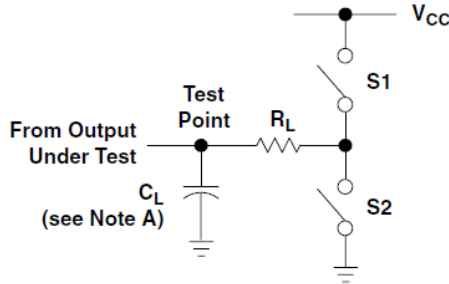 VCC
S1
Test
Point
RL
From Output
Under Test
CL
(see Note A)
S2